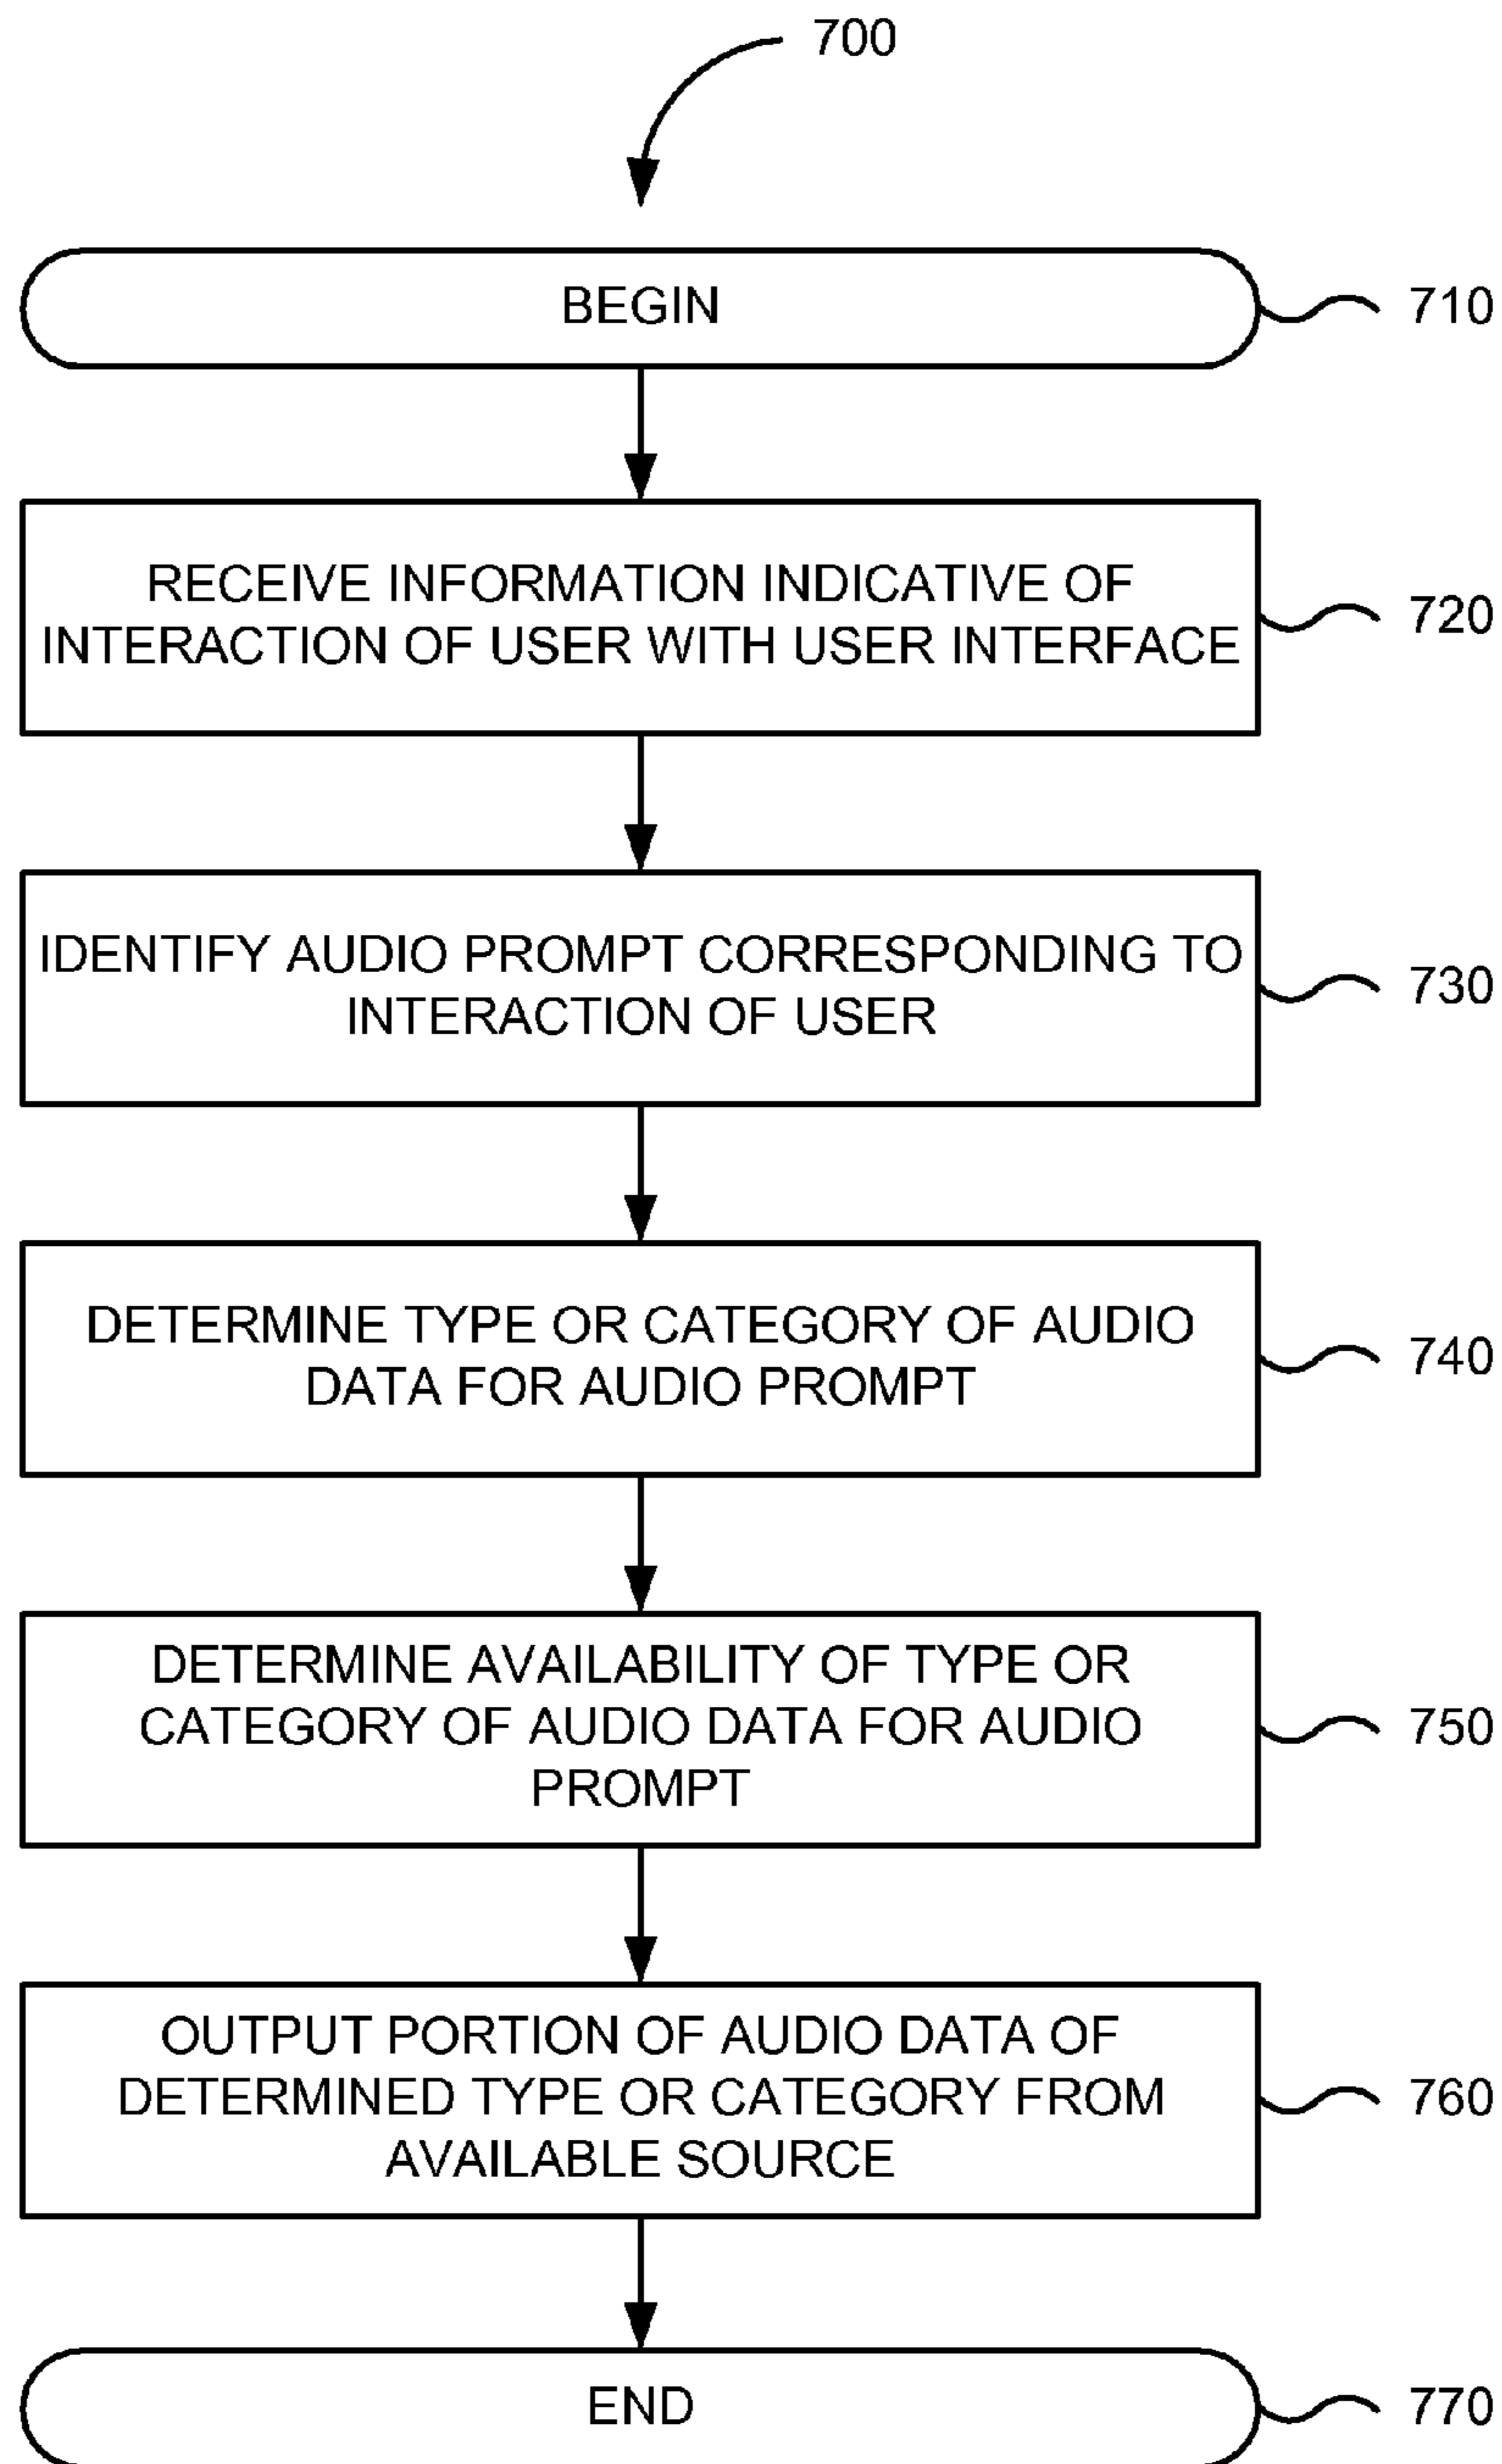 700
BEGIN
710
RECEIVE INFORMATION INDICATIVE OF
INTERACTION OF USER WITH USER INTERFACE
720
IDENTIFY AUDIO PROMPT CORRESPONDING TO
INTERACTION OF USER
730
DETERMINE TYPE OR CATEGORY OF AUDIO
DATA FOR AUDIO PROMPT
740
DETERMINE AVAILABILITY OF TYPE OR
CATEGORY OF AUDIO DATA FOR AUDIO
PROMPT
750
OUTPUT PORTION OF AUDIO DATA OF
DETERMINED TYPE OR CATEGORY FROM
AVAILABLE SOURCE
760
END
770